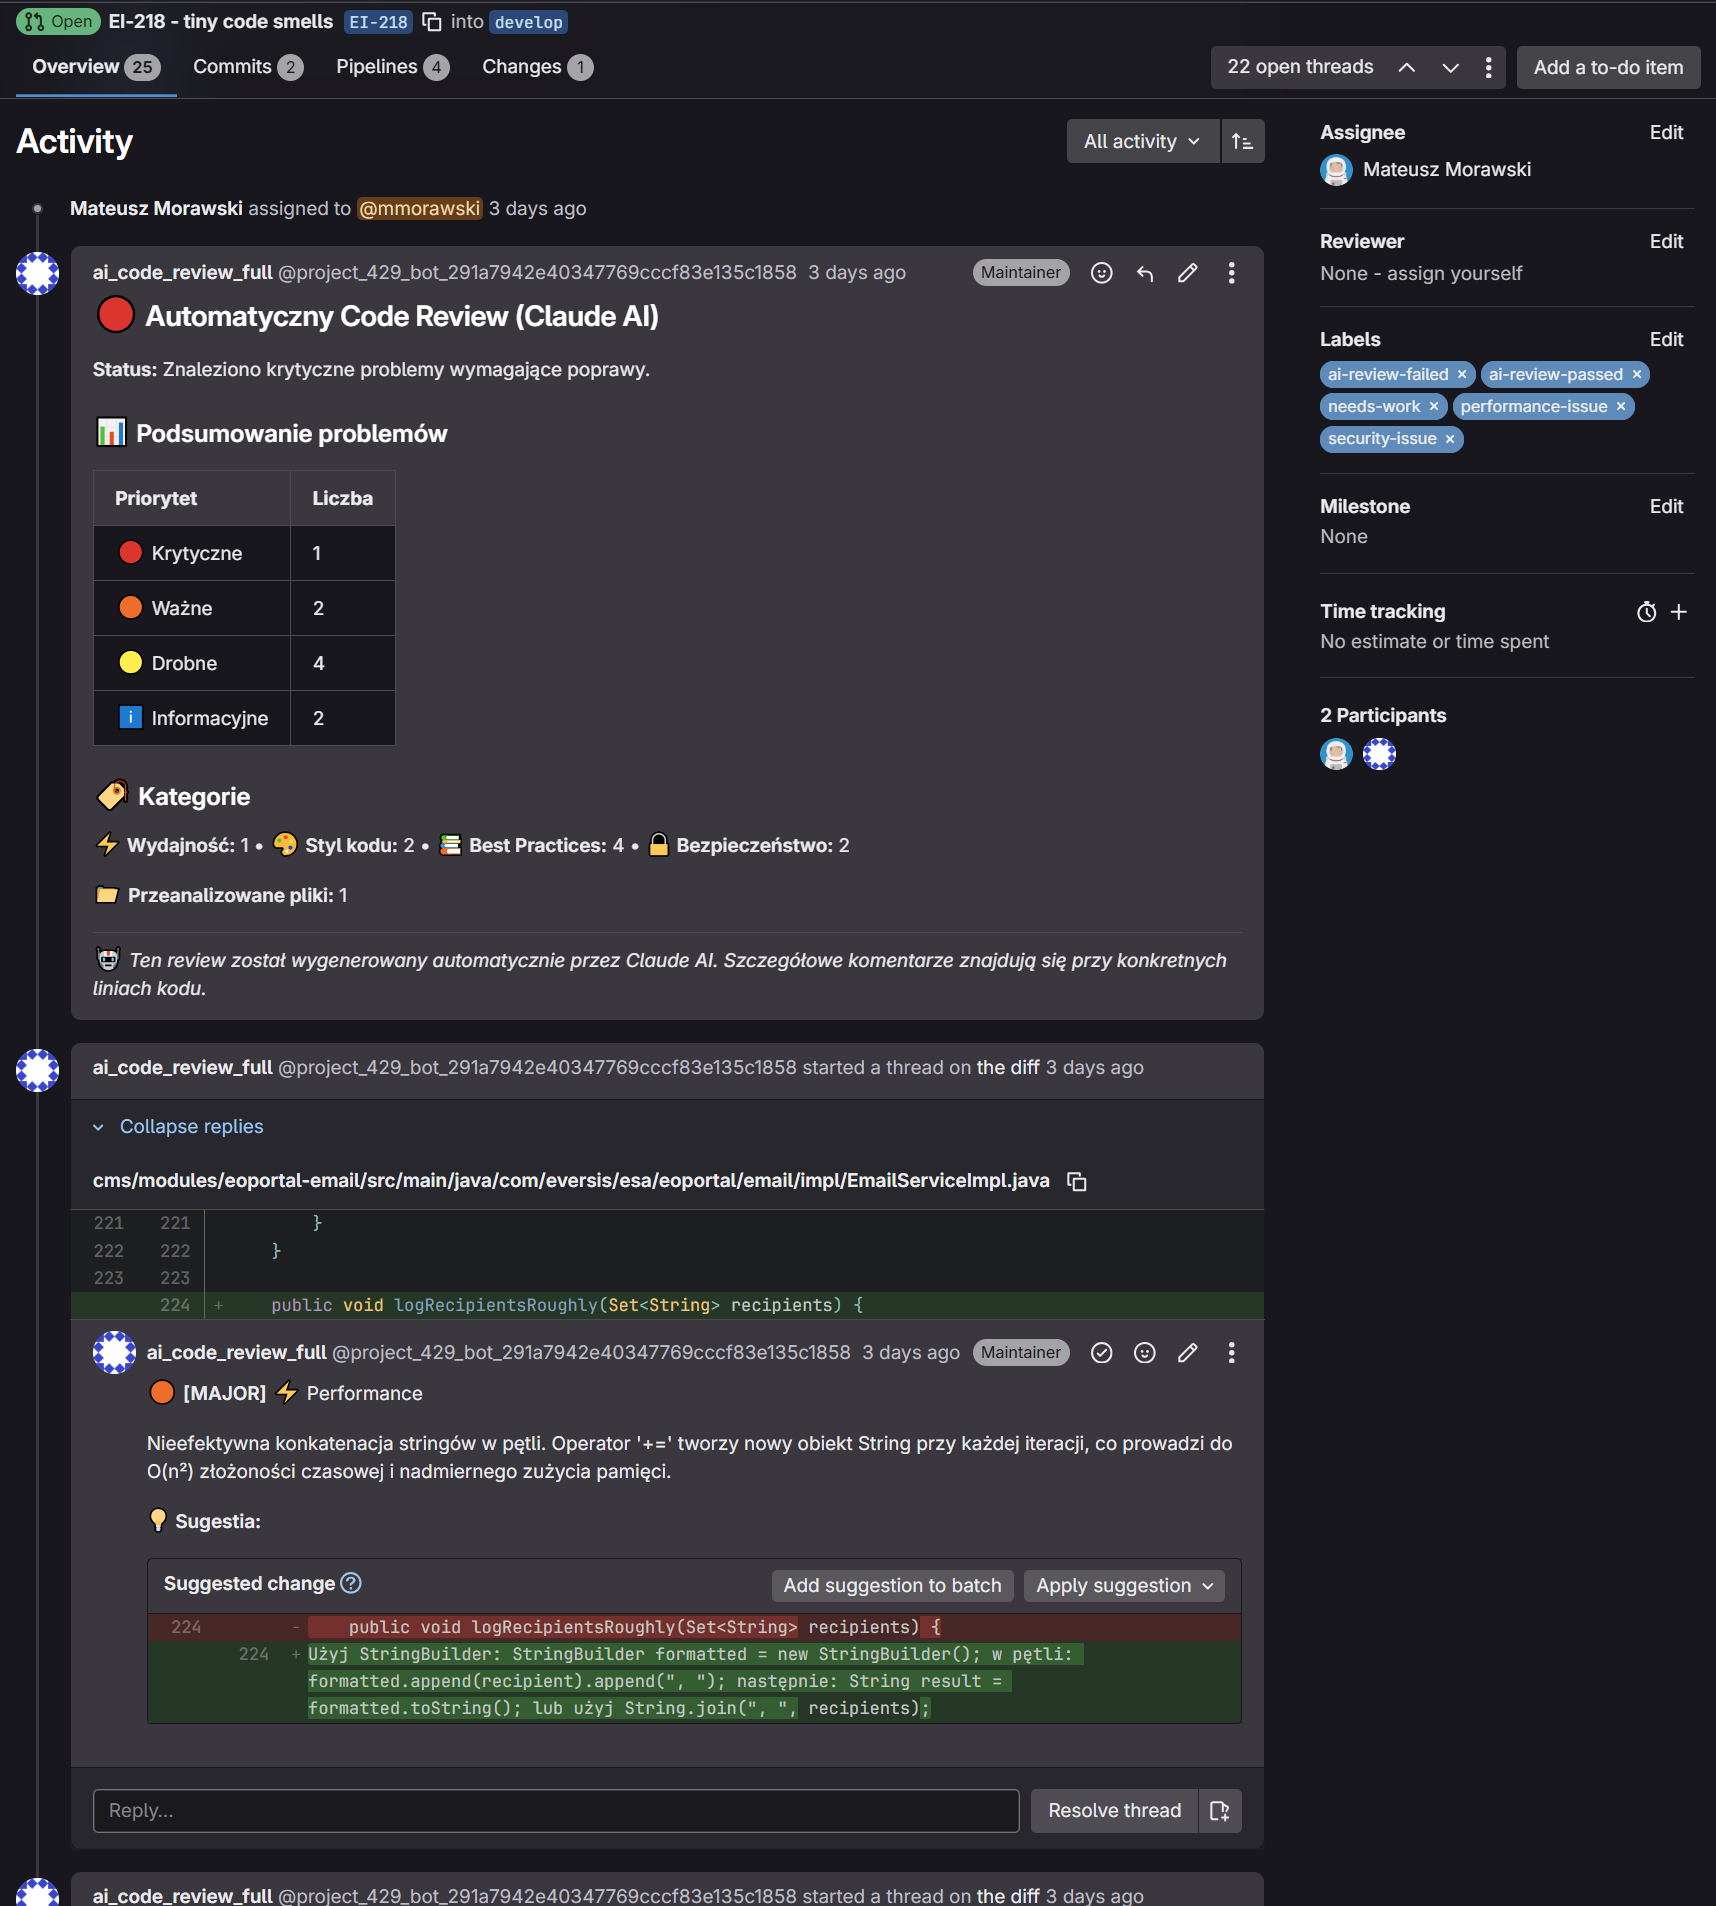 Open EI-218 - tiny code smells EI-218 into develop
Overview 25 Commits 2 Pipelines 4 Changes 1
22 open threads Add a to-do item
Activity
All activity
Mateusz Morawski assigned to @mmorawski 3 days ago
ai_code_review_full @project_429_bot_291a7942e40347769cccf83e135c1858 3 days ago Maintainer
Automatyczny Code Review (Claude AI)
Status: Znaleziono krytyczne problemy wymagające poprawy.
Podsumowanie problemów
Priorytet Liczba
Krytyczne 1
Ważne 2
Drobne 4
i Informacyjne 2
Kategorie
Wydajność: 1 • Styl kodu: 2 • Best Practices: 4 • Bezpieczeństwo: 2
Przeanalizowane pliki: 1
Ten review został wygenerowany automatycznie przez Claude AI. Szczegółowe komentarze znajdują się przy konkretnych
liniach kodu.
ai_code_review_full @project_429_bot_291a7942e40347769cccf83e135c1858 started a thread on the diff 3 days ago
Collapse replies
cms/modules/eoportal-email/src/main/java/com/eversis/esa/eoportal/email/impl/EmailServiceImpl.java
221 221 }
222 222 }
223 223
224 + public void logRecipientsRoughly(Set<String> recipients) {
ai_code_review_full @project_429_bot_291a7942e40347769cccf83e135c1858 3 days ago Maintainer
[MAJOR] Performance
Nieefektywna konkatenacja stringów w pętli. Operator '+=' tworzy nowy obiekt String przy każdej iteracji, co prowadzi do
O(n²) złożoności czasowej i nadmiernego zużycia pamięci.
Sugestia:
Suggested change ? Add suggestion to batch Apply suggestion
224 - public void logRecipientsRoughly(Set<String> recipients) {
224 + Użyj StringBuilder: StringBuilder formatted = new StringBuilder(); w pętli:
formatted.append(recipient).append(", "); następnie: String result =
formatted.toString(); lub użyj String.join(", ", recipients);
Reply...
Resolve thread
ai_code_review_full @project_429_bot_291a7942e40347769cccf83e135c1858 started a thread on the diff 3 days ago
Assignee Edit
Mateusz Morawski
Reviewer Edit
None - assign yourself
Labels Edit
ai-review-failed × ai-review-passed ×
needs-work × performance-issue ×
security-issue ×
Milestone Edit
None
Time tracking +
No estimate or time spent
2 Participants